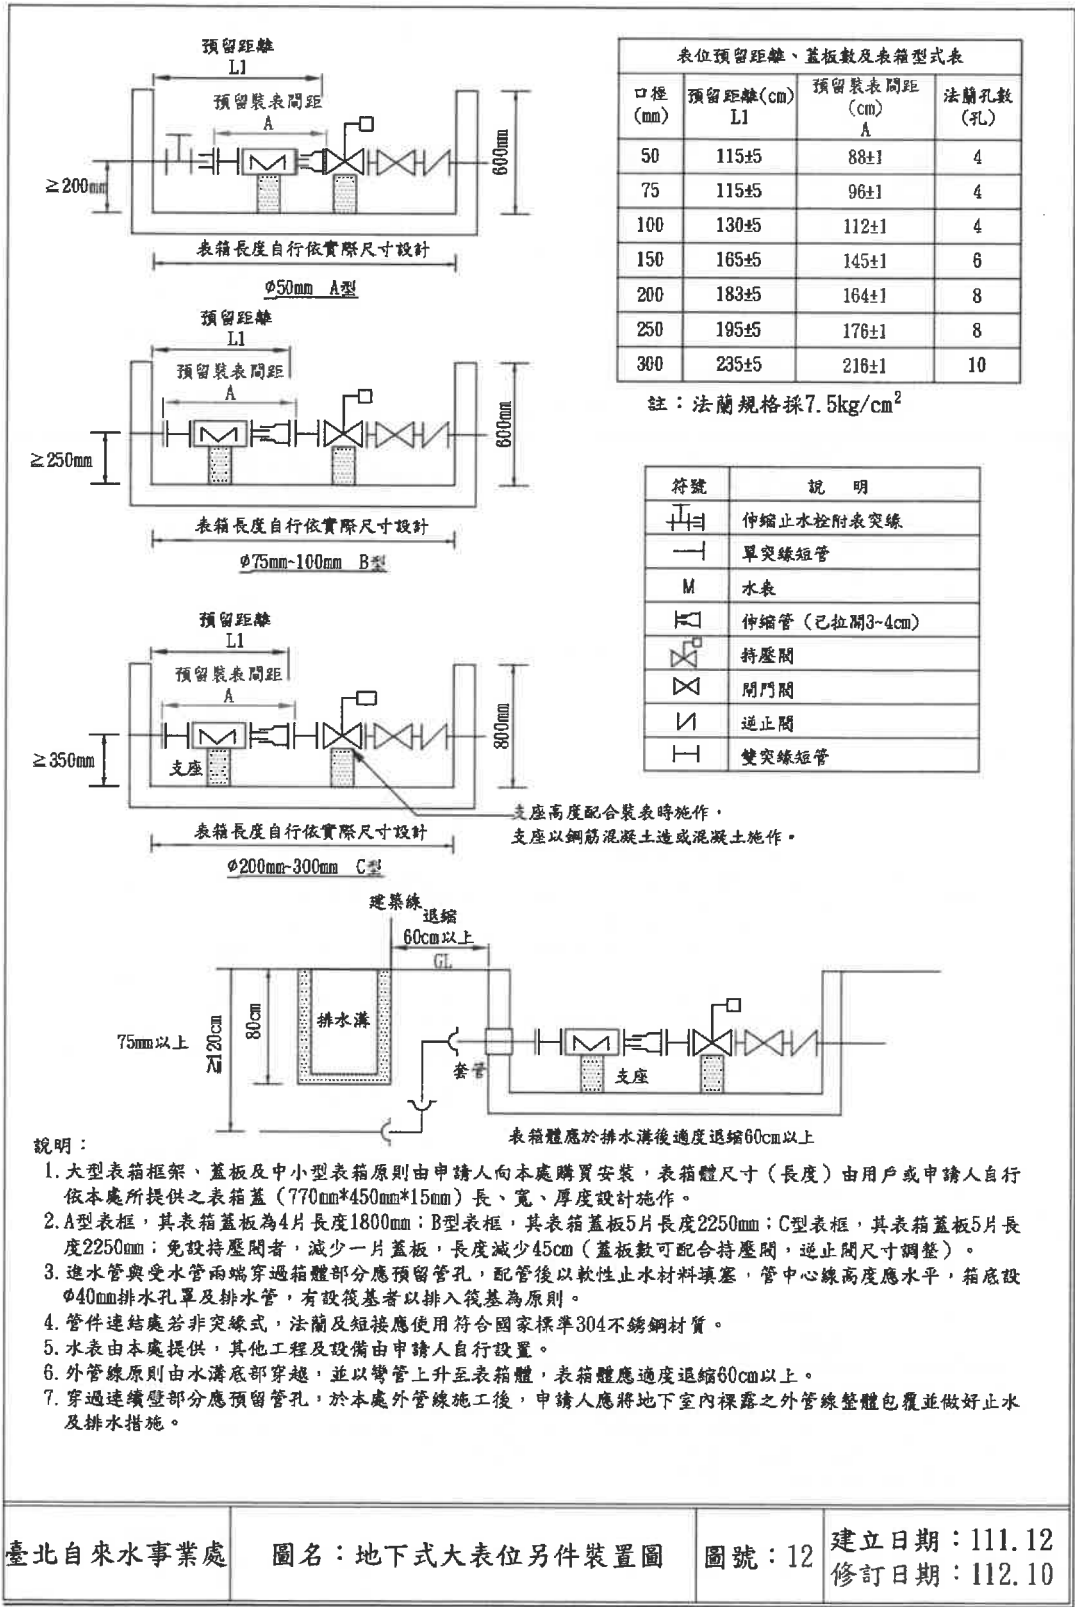 預留距離
L1
預留裝表間距
A
≧200mm
600mm
表箱長度自行依實際尺寸設計
φ50mm A型
預留距離
L1
預留裝表間距
A
≧250mm
600mm
表箱長度自行依實際尺寸設計
φ75mm~100mm B型
預留距離
L1
預留裝表間距
A
≧350mm
支座
800mm
支座高度配合裝表時施作，
支座以鋼筋混凝土造或混凝土施作。
表箱長度自行依實際尺寸設計
φ200mm~300mm C型
表位預留距離、蓋板數及表箱型式表
口徑(mm) 預留距離(cm) L1 預留裝表間距(cm) A 法蘭孔數(孔)
50 115±5 88±1 4
75 115±5 96±1 4
100 130±5 112±1 4
150 165±5 145±1 6
200 183±5 164±1 8
250 195±5 176±1 8
300 235±5 216±1 10
註：法蘭規格採7.5kg/cm²
符號 說 明
伸縮止水栓附表突緣
單突緣短管
M 水表
伸縮管（已拉開3~4cm）
持壓閥
閘門閥
逆止閥
雙突緣短管
建築線
退縮
60cm以上
GL
75mm以上
≧120cm
80cm
排水溝
套管
支座
表箱體應於排水溝後適度退縮60cm以上
說明：
1.大型表箱框架、蓋板及中小型表箱原則由申請人向本處購買安裝，表箱體尺寸（長度）由用戶或申請人自行
依本處所提供之表箱蓋（770mm*450mm*15mm）長、寬、厚度設計施作。
2.A型表框，其表箱蓋板為4片長度1800mm；B型表框，其表箱蓋板5片長度2250mm；C型表框，其表箱蓋板5片長
度2250mm；免設持壓閥者，減少一片蓋板，長度減少45cm（蓋板數可配合持壓閥，逆止閥尺寸調整）。
3.進水管與受水管兩端穿過箱體部分應預留管孔，配管後以軟性止水材料填塞，管中心線高度應水平，箱底設
Φ40mm排水孔罩及排水管，有設筏基者以排入筏基為原則。
4.管件連結處若非突緣式，法蘭及短接應使用符合國家標準304不銹鋼材質。
5.水表由本處提供，其他工程及設備由申請人自行設置。
6.外管線原則由水溝底部穿越，並以彎管上升至表箱體，表箱體應適度退縮60cm以上。
7.穿過連續壁部分應預留管孔，於本處外管線施工後，申請人應將地下室內裸露之外管線整體包覆並做好止水
及排水措施。
臺北自來水事業處
圖名：地下式大表位另件裝置圖
圖號：12
建立日期：111.12
修訂日期：112.10